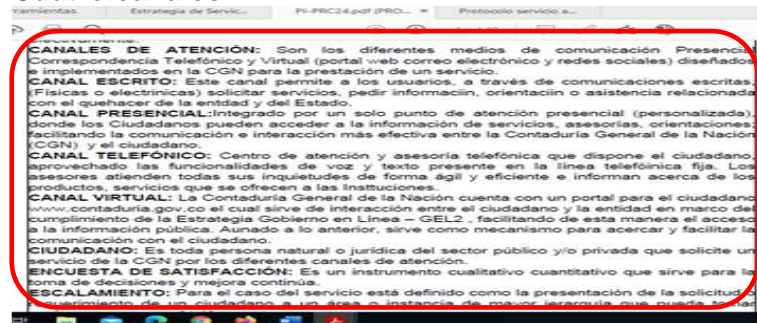 rramientas Estrategia de Servic... PI-PRC24.pdf (PRO... × Protocolo servicio a...
CANALES DE ATENCIÓN: Son los diferentes medios de comunicación Presencial
Correspondencia Telefónico y Virtual (portal web correo electrónico y redes sociales) diseñados
e implementados en la CGN para la prestación de un servicio.
CANAL ESCRITO: Este canal permite a los usuarios, a través de comunicaciones escritas,
(Físicas o electrínicas) solicitar servicios, pedir informaciin, orientaciin o asistencia relacionada
con el quehacer de la entdad y del Estado.
CANAL PRESENCIAL:Integrado por un solo punto de atención presencial (personalizada),
donde los Ciudadanos pueden acceder a la información de servicios, asesorías, orientaciones;
facilitando la comunicación e interacción más efectiva entre la Contaduría General de la Nación
(CGN) y el ciudadano.
CANAL TELEFÓNICO: Centro de atención y asesoría telefónica que dispone el ciudadano,
aprovechado las funcionalidades de voz y texto presente en la línea telefóinica fija. Los
asesores atienden todas sus inquietudes de forma ágil y eficiente e informan acerca de los
productos, servicios que se ofrecen a las Insttuciones.
CANAL VIRTUAL: La Contaduría General de la Nación cuenta con un portal para el ciudadano
www.contaduria.gov.co el cual sirve de interacción entre el ciudadano y la entidad en marco del
cumplimiento de la Estrategia Gobierno en Línea – GEL2 , facilitando de esta manera el acceso
a la información pública. Aunado a lo anterior, sirve como mecanismo para acercar y facilitar la
comunicación con el ciudadano.
CIUDADANO: Es toda persona natural o jurídica del sector público y/o privada que solicite un
servicio de la CGN por los diferentes canales de atención.
ENCUESTA DE SATISFACCIÓN: Es un instrumento cualitativo cuantitativo que sirve para la
toma de decisiones y mejora continúa.
ESCALAMIENTO: Para el caso del servicio está definido como la presentación de la solicitud o
requerimiento de un ciudadano a un área o instancia de mayor jerarquía que pueda tomar